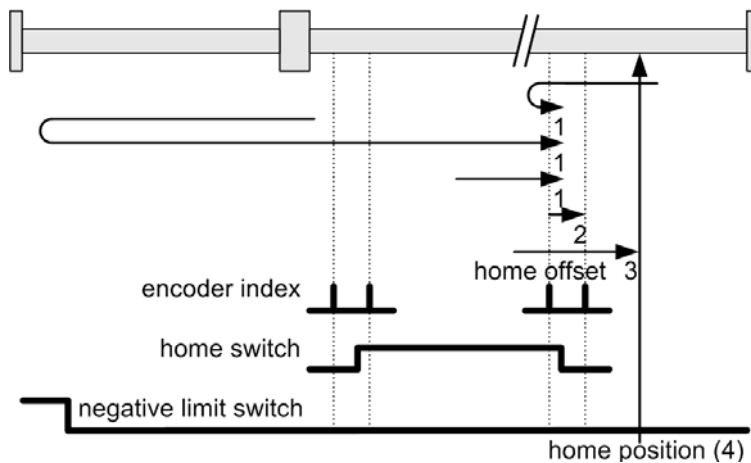 1
1
1
2
home offset 3
encoder index
home switch
negative limit switch
home position (4)